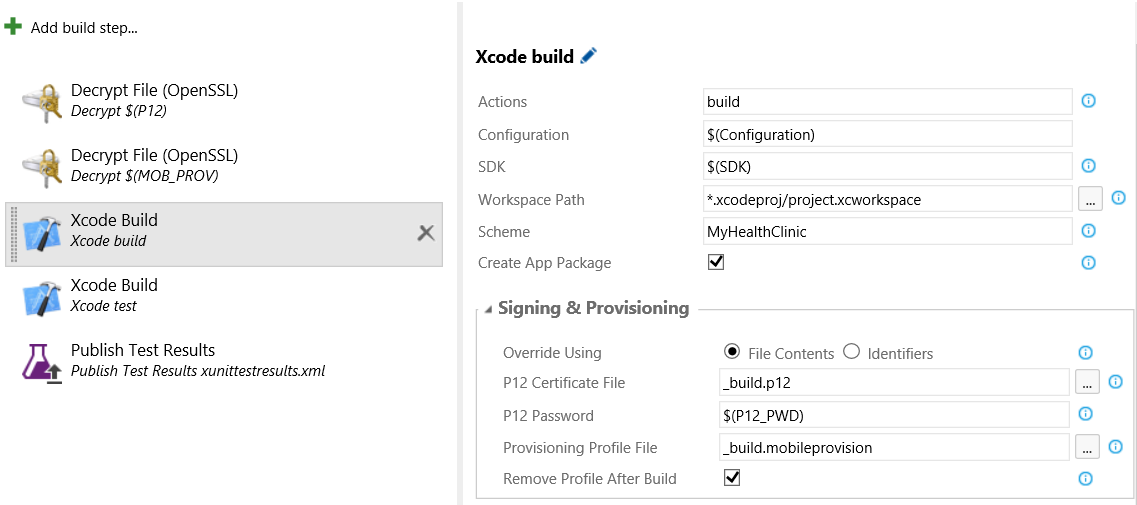 Add build step...
Decrypt File (OpenSSL)
Decrypt $(P12)
Decrypt File (OpenSSL)
Decrypt $(MOB_PROV)
Xcode Build
Xcode build
Xcode Build
Xcode test
Publish Test Results
Publish Test Results xunittestresults.xml
Xcode build
Actions build
Configuration $(Configuration)
SDK $(SDK)
Workspace Path *.xcodeproj/project.xcworkspace ...
Scheme MyHealthClinic
Create App Package
Signing & Provisioning
Override Using File Contents Identifiers
P12 Certificate File _build.p12 ...
P12 Password $(P12_PWD)
Provisioning Profile File _build.mobileprovision ...
Remove Profile After Build